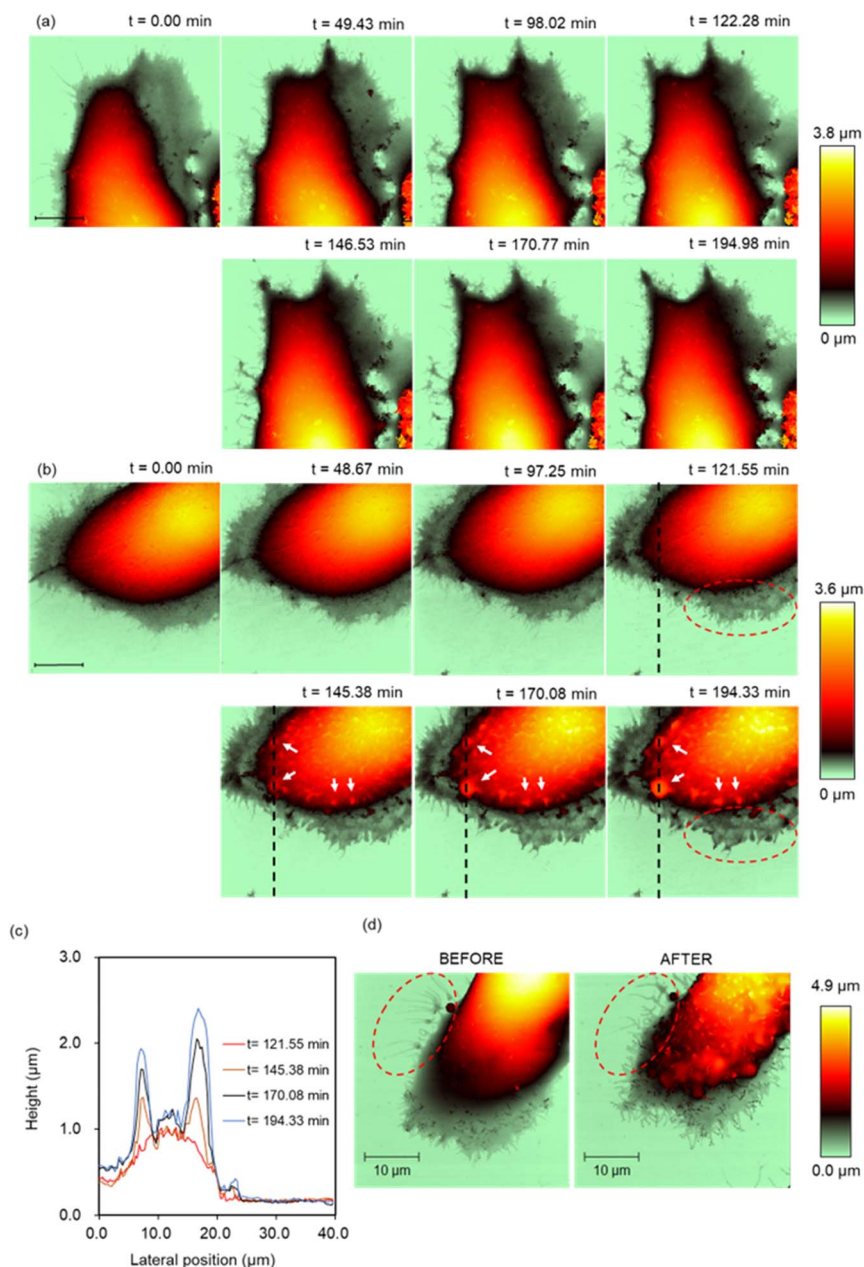 (a)
t = 0.00 min
t = 49.43 min
t = 98.02 min
t = 122.28 min
3.8 µm
0 µm
t = 146.53 min
t = 170.77 min
t = 194.98 min
(b)
t = 0.00 min
t = 48.67 min
t = 97.25 min
t = 121.55 min
3.6 µm
0 µm
t = 145.38 min
t = 170.08 min
t = 194.33 min
(c)
3.0
2.0
1.0
0.0
Height (µm)
t= 121.55 min
t= 145.38 min
t= 170.08 min
t= 194.33 min
0.0 10.0 20.0 30.0 40.0
Lateral position (µm)
(d)
BEFORE
AFTER
4.9 µm
0.0 µm
10 µm
10 µm